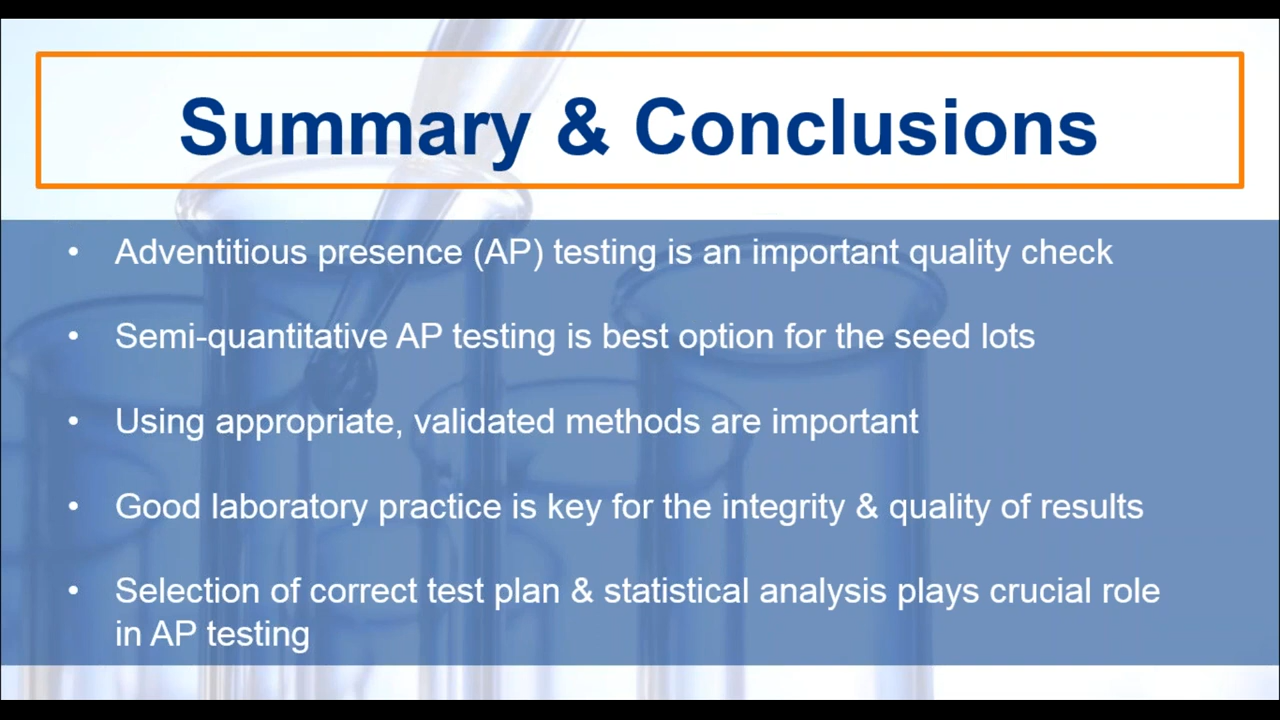 Summary & Conclusions
• Adventitious presence (AP) testing is an important quality check
• Semi-quantitative AP testing is best option for the seed lots
• Using appropriate, validated methods are important
• Good laboratory practice is key for the integrity & quality of results
• Selection of correct test plan & statistical analysis plays crucial role
in AP testing